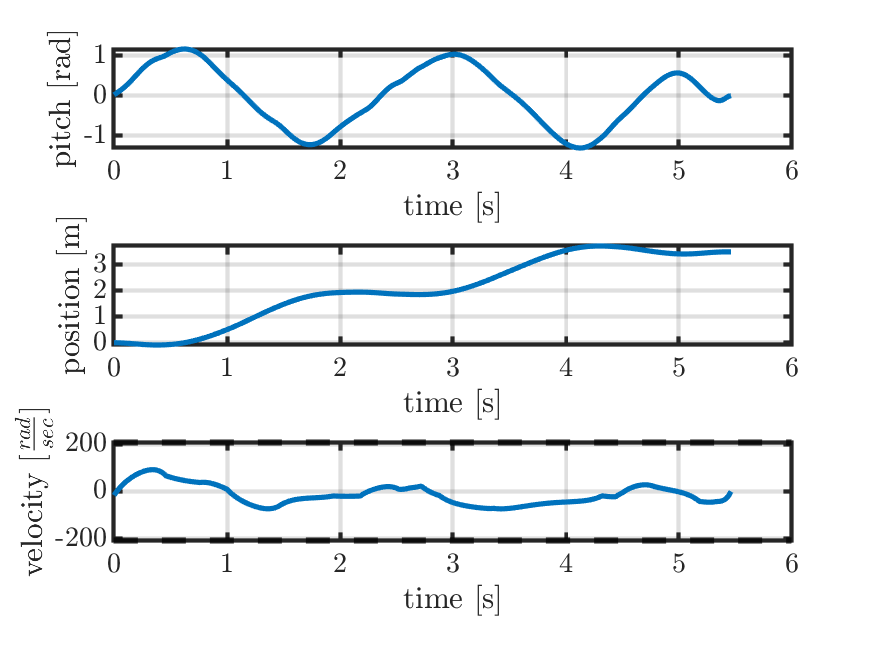 pitch [rad]
1
0
-1
0 1 2 3 4 5 6
time [s]
position [m]
3
2
1
0
0 1 2 3 4 5 6
time [s]
velocity [rad/sec]
200
0
-200
0 1 2 3 4 5 6
time [s]